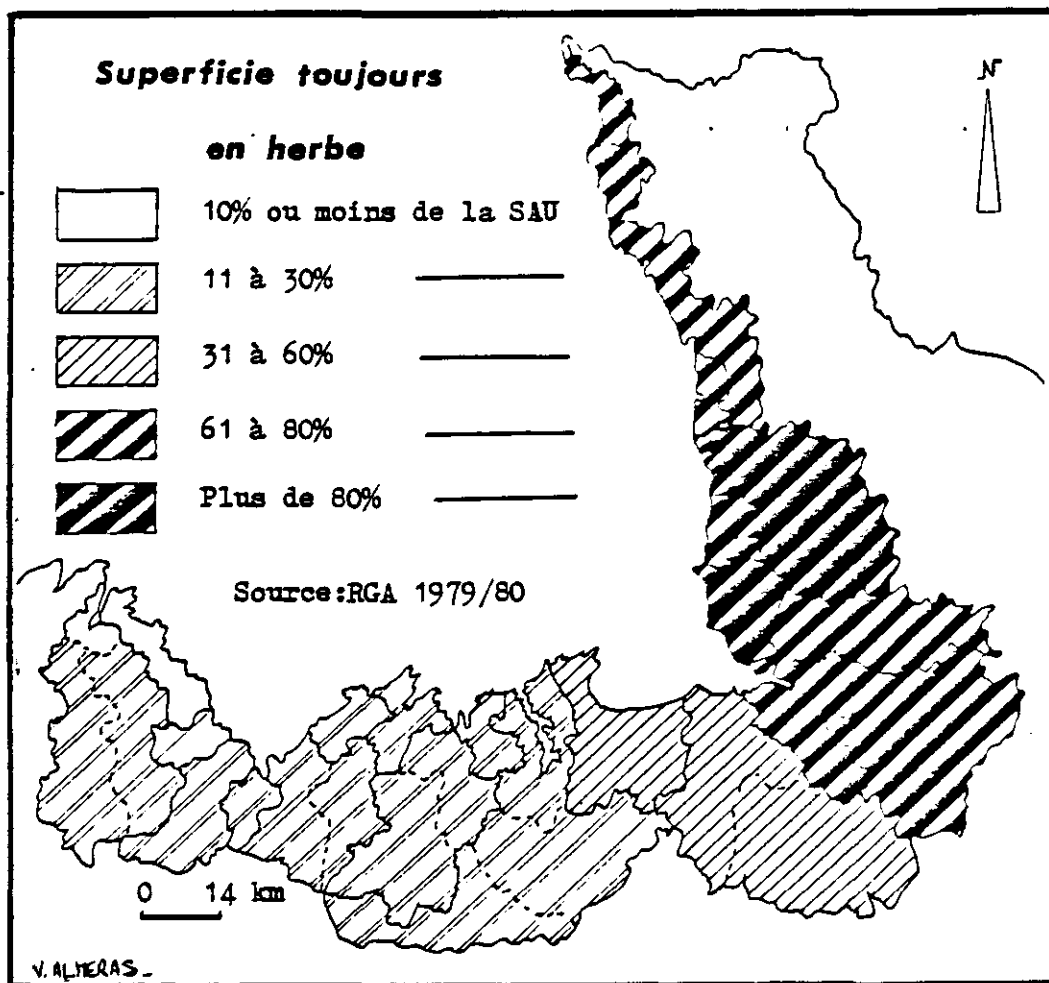 Superficie toujours
en herbe
N
10% ou moins de la SAU
11 à 30%
31 à 60%
61 à 80%
Plus de 80%
Source:RGA 1979/80
0 14 km
V. ALMERAS_